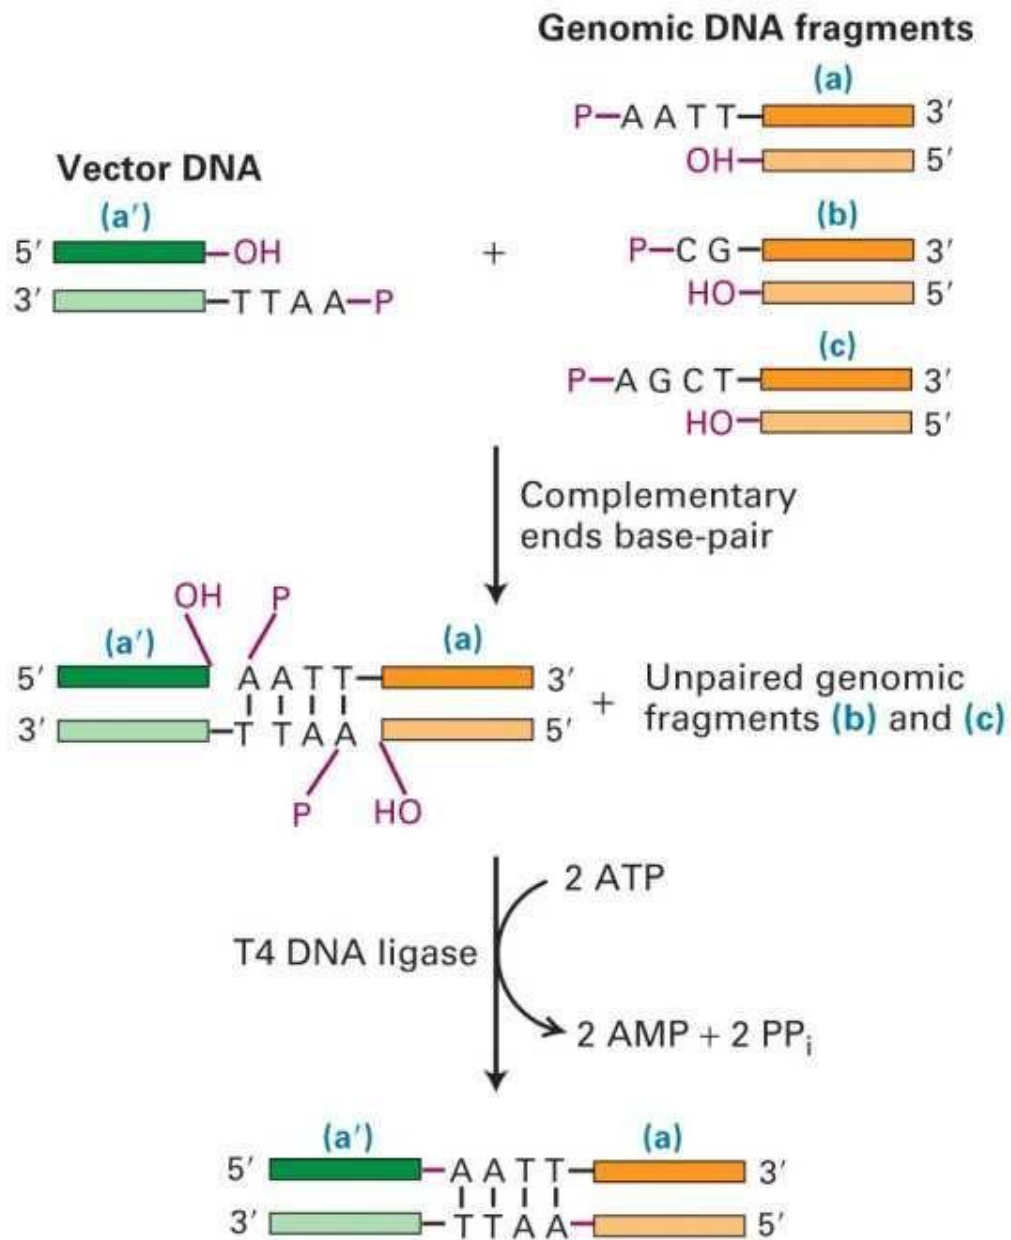 Genomic DNA fragments
(a)
P–A A T T– 3′
OH– 5′
Vector DNA
(a′)
5′ –OH
3′ –T T A A–P
+
(b)
P–C G– 3′
HO– 5′
(c)
P–A G C T– 3′
HO– 5′
Complementary
ends base-pair
OH P
(a′) (a)
5′ A A T T– 3′
3′ –T T A A 5′
P HO
+ Unpaired genomic
fragments (b) and (c)
2 ATP
T4 DNA ligase
2 AMP + 2 PPi
(a′) (a)
5′ –A A T T– 3′
3′ –T T A A– 5′